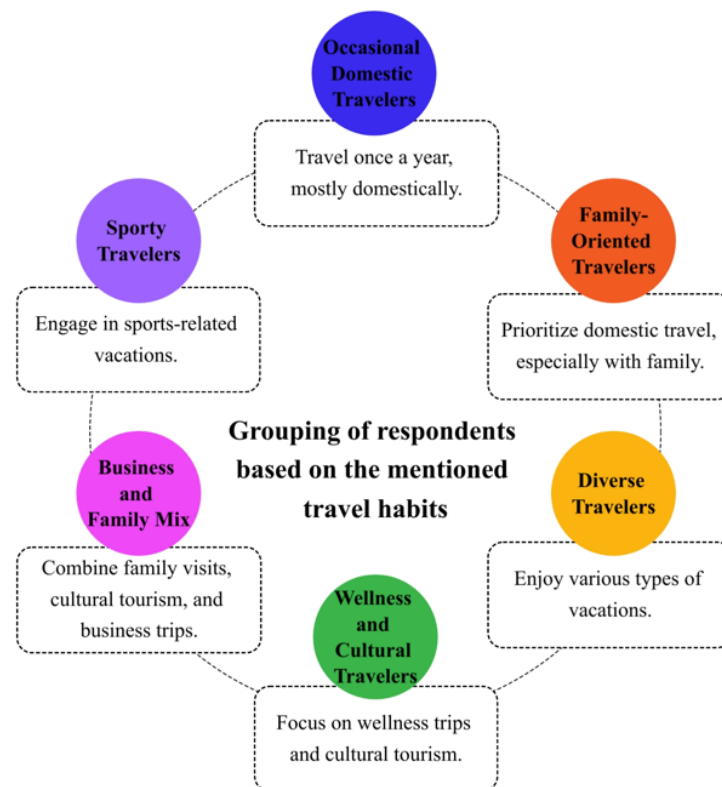 Occasional
Domestic
Travelers
Travel once a year,
mostly domestically.
Sporty
Travelers
Engage in sports-related
vacations.
Family-
Oriented
Travelers
Prioritize domestic travel,
especially with family.
Grouping of respondents
based on the mentioned
travel habits
Business
and
Family Mix
Combine family visits,
cultural tourism, and
business trips.
Diverse
Travelers
Enjoy various types of
vacations.
Wellness
and
Cultural
Travelers
Focus on wellness trips
and cultural tourism.